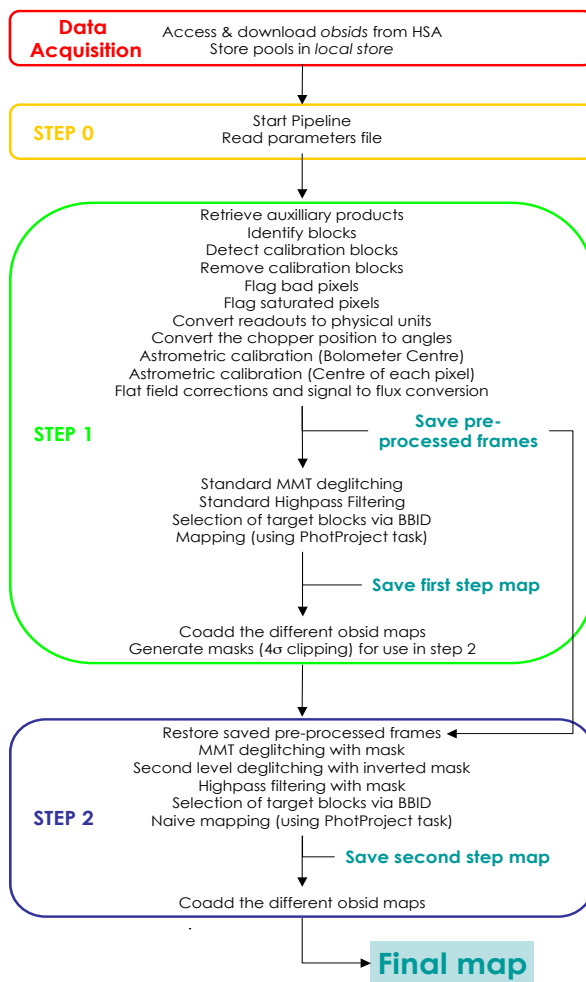 Data
Acquisition
Access & download obsids from HSA
Store pools in local store
STEP 0
Start Pipeline
Read parameters file
Retrieve auxilliary products
Identify blocks
Detect calibration blocks
Remove calibration blocks
Flag bad pixels
Flag saturated pixels
Convert readouts to physical units
Convert the chopper position to angles
Astrometric calibration (Bolometer Centre)
Astrometric calibration (Centre of each pixel)
Flat field corrections and signal to flux conversion
STEP 1
Save pre-
processed frames
Standard MMT deglitching
Standard Highpass Filtering
Selection of target blocks via BBID
Mapping (using PhotProject task)
Save first step map
Coadd the different obsid maps
Generate masks (4σ clipping) for use in step 2
Restore saved pre-processed frames
MMT deglitching with mask
Second level deglitching with inverted mask
Highpass filtering with mask
Selection of target blocks via BBID
Naive mapping (using PhotProject task)
STEP 2
Save second step map
Coadd the different obsid maps
.
Final map